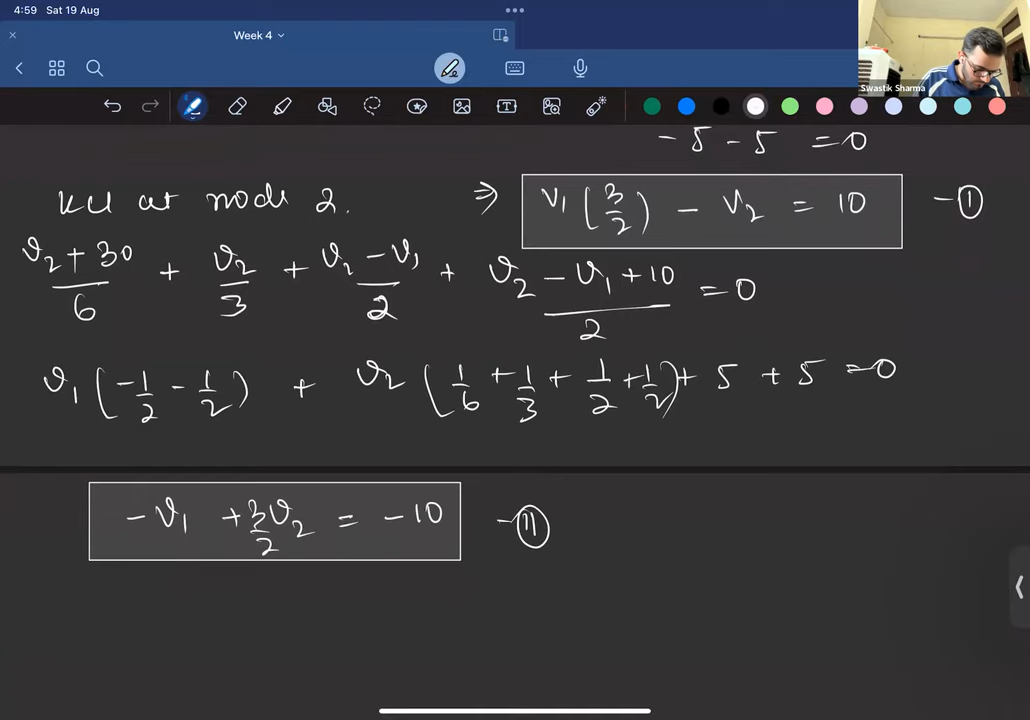 4:59 Sat 19 Aug
Week 4
Swastik Sharma
- 5 - 5 = 0
KCL at node 2. ⇒ V1 (3/2) - V2 = 10 - ①
(V2 + 30)/6 + V2/3 + (V2 - V1)/2 + (V2 - V1 + 10)/2 = 0
V1 (-1/2 - 1/2) + V2 (1/6 + 1/3 + 1/2 + 1/2) + 5 + 5 = 0
- V1 + 3/2 V2 = - 10 - ⑪